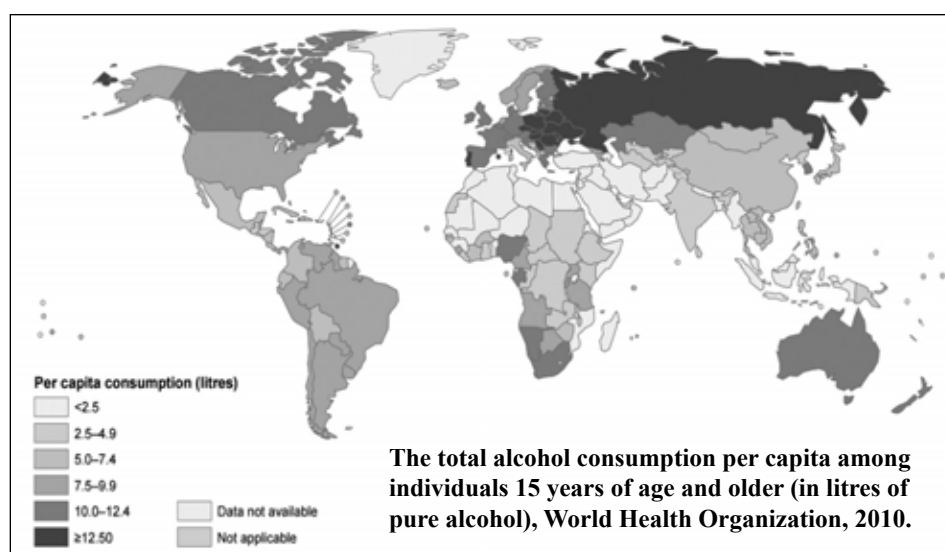 Per capita consumption (litres)
<2.5
2.5–4.9
5.0–7.4
7.5–9.9
10.0–12.4
≥12.50
Data not available
Not applicable
The total alcohol consumption per capita among
individuals 15 years of age and older (in litres of
pure alcohol), World Health Organization, 2010.